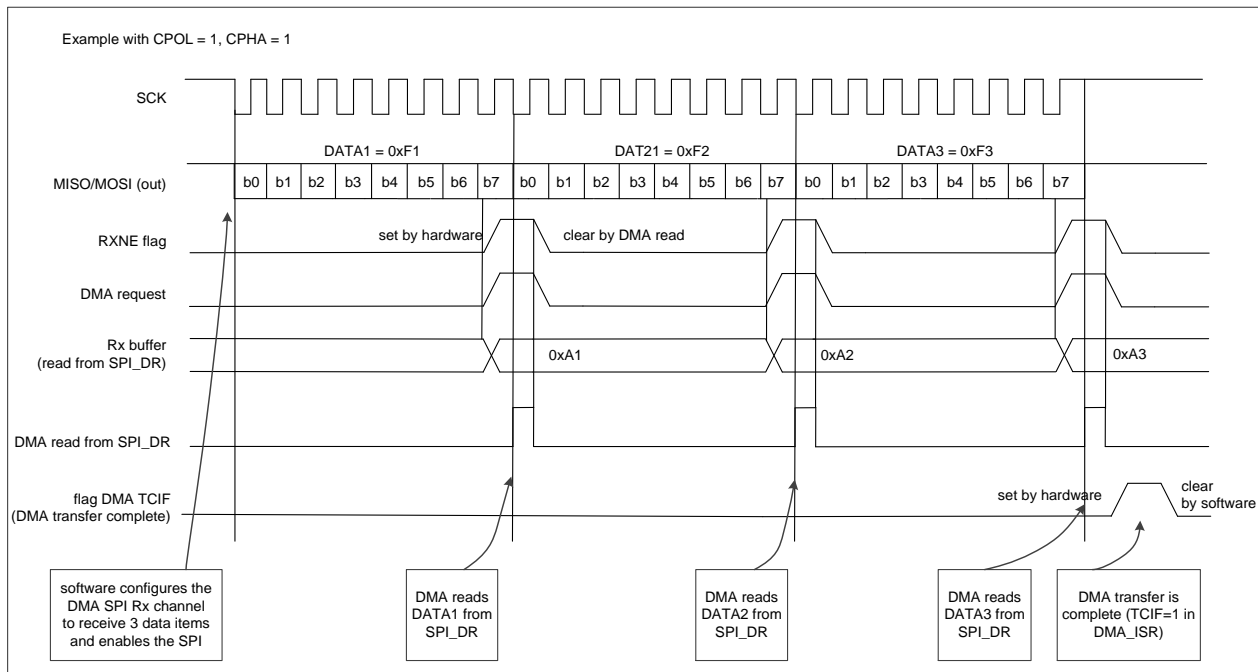 Example with CPOL = 1, CPHA = 1
SCK
DATA1 = 0xF1
DAT21 = 0xF2
DATA3 = 0xF3
MISO/MOSI (out)
b0 b1 b2 b3 b4 b5 b6 b7 b0 b1 b2 b3 b4 b5 b6 b7 b0 b1 b2 b3 b4 b5 b6 b7
RXNE flag
set by hardware
clear by DMA read
DMA request
Rx buffer
(read from SPI_DR)
0xA1
0xA2
0xA3
DMA read from SPI_DR
flag DMA TCIF
(DMA transfer complete)
set by hardware
clear
by software
software configures the
DMA SPI Rx channel
to receive 3 data items
and enables the SPI
DMA reads
DATA1 from
SPI_DR
DMA reads
DATA2 from
SPI_DR
DMA reads
DATA3 from
SPI_DR
DMA transfer is
complete (TCIF=1 in
DMA_ISR)